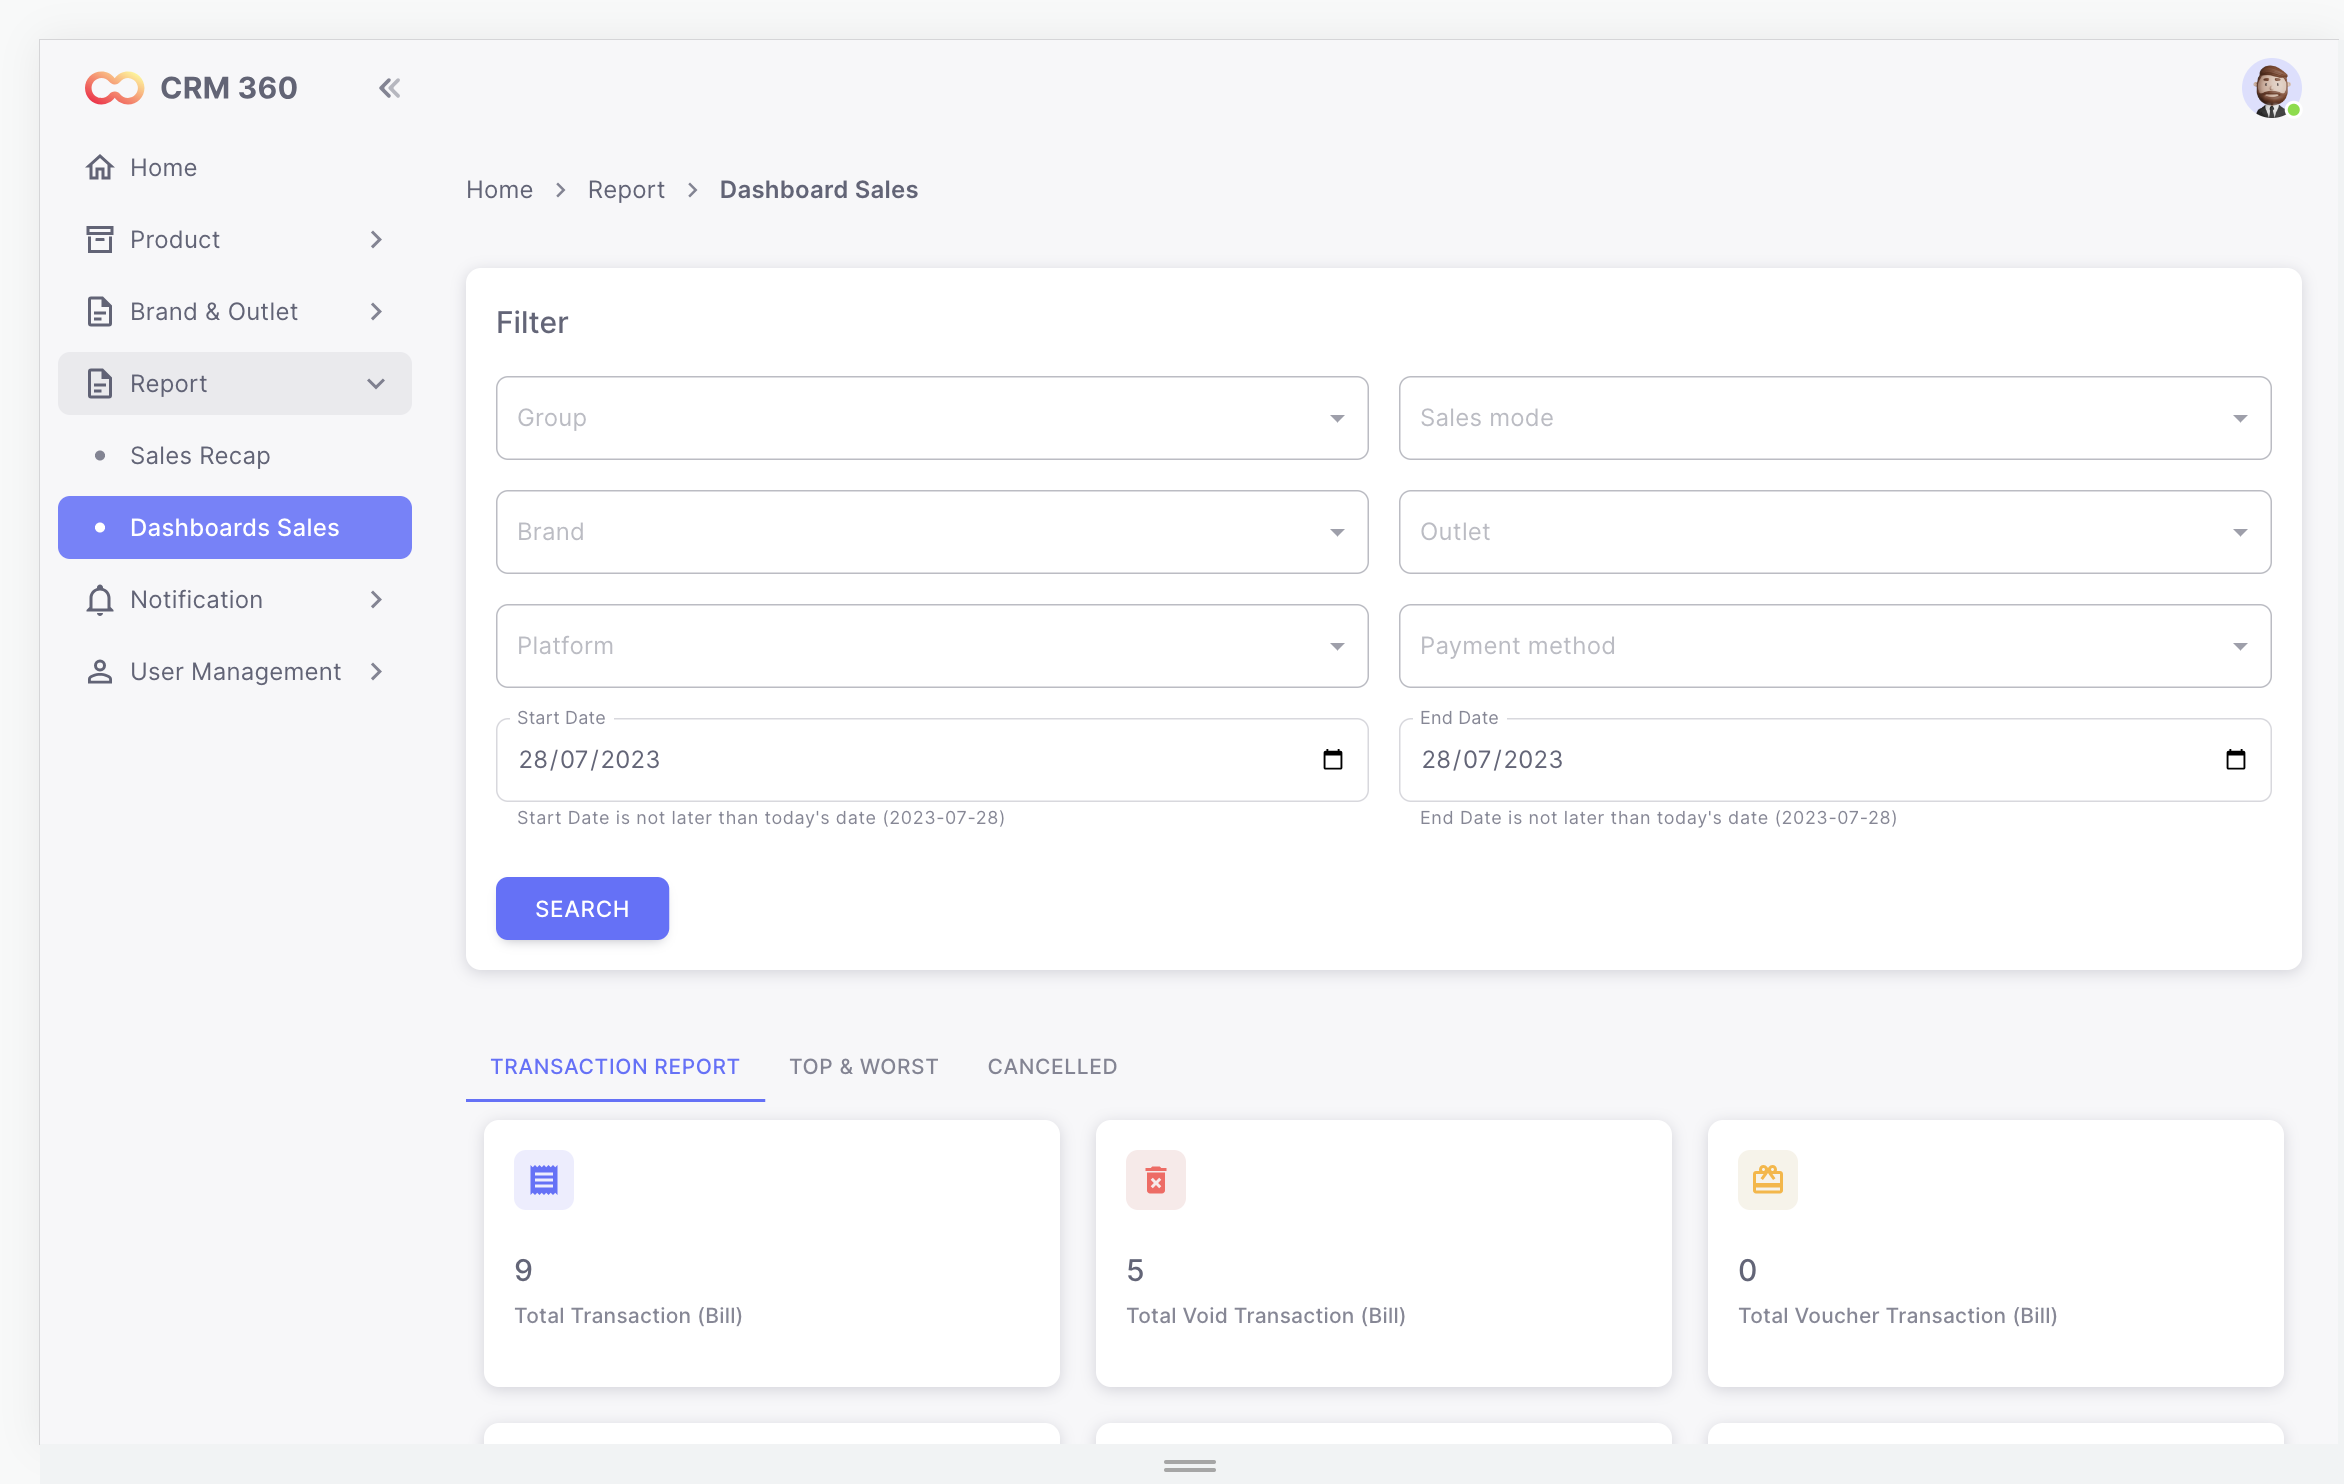 CRM 360
Home
Product
Brand & Outlet
Report
Sales Recap
Dashboards Sales
Notification
User Management
Home > Report > Dashboard Sales
Filter
Group
Sales mode
Brand
Outlet
Platform
Payment method
Start Date
28/07/2023
Start Date is not later than today's date (2023-07-28)
End Date
28/07/2023
End Date is not later than today's date (2023-07-28)
SEARCH
TRANSACTION REPORT
TOP & WORST
CANCELLED
9
Total Transaction (Bill)
5
Total Void Transaction (Bill)
0
Total Voucher Transaction (Bill)